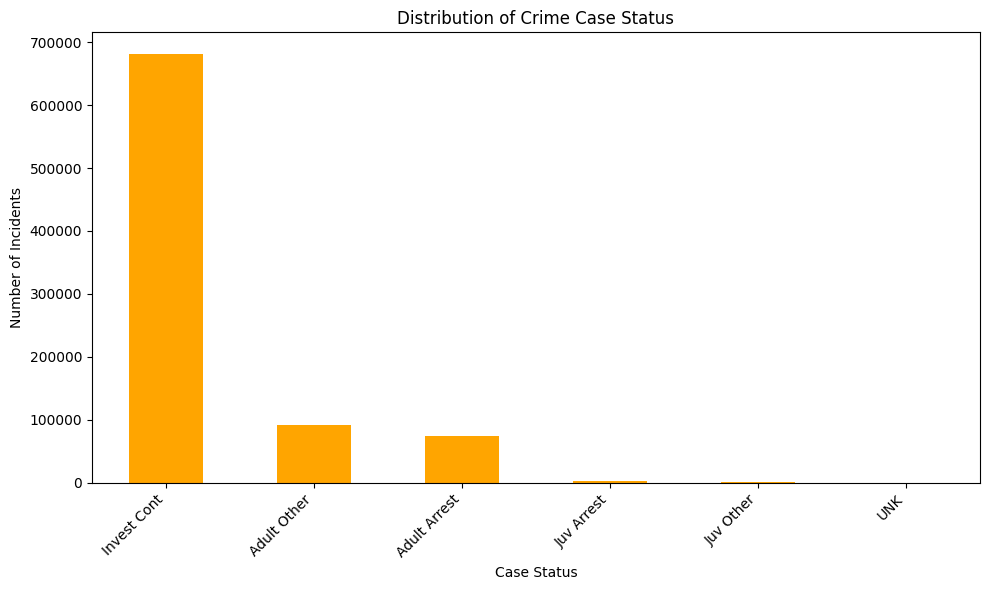 Distribution of Crime Case Status
Number of Incidents
700000
600000
500000
400000
300000
200000
100000
0
Invest Cont
Adult Other
Adult Arrest
Juv Arrest
Juv Other
UNK
Case Status